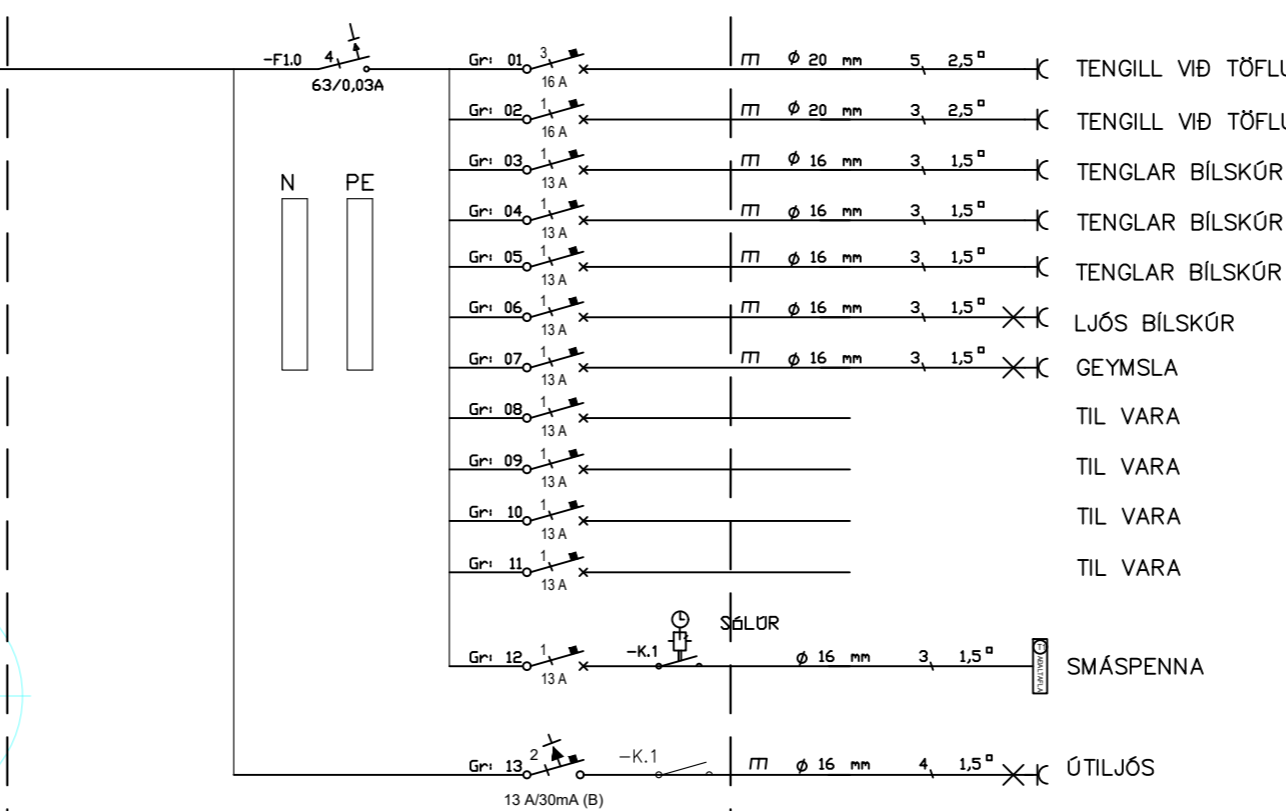 -F1.0 4 63/0,03A
N PE
Gr: 01 3 16 A m ϕ 20 mm 5 2,5▫ TENGILL VIÐ TÖFLU
Gr: 02 1 16 A m ϕ 20 mm 3 2,5▫ TENGILL VIÐ TÖFLU
Gr: 03 1 13 A m ϕ 16 mm 3 1,5▫ TENGLAR BÍLSKÚR
Gr: 04 1 13 A m ϕ 16 mm 3 1,5▫ TENGLAR BÍLSKÚR
Gr: 05 1 13 A m ϕ 16 mm 3 1,5▫ TENGLAR BÍLSKÚR
Gr: 06 1 13 A m ϕ 16 mm 3 1,5▫ LJÓS BÍLSKÚR
Gr: 07 1 13 A m ϕ 16 mm 3 1,5▫ GEYMSLA
Gr: 08 1 13 A TIL VARA
Gr: 09 1 13 A TIL VARA
Gr: 10 1 13 A TIL VARA
Gr: 11 1 13 A TIL VARA
SÓLÚR
Gr: 12 1 13 A -K.1 ϕ 16 mm 3 1,5▫ SMÁSPENNA
Gr: 13 2 13 A/30mA (B) -K.1 m ϕ 16 mm 4 1,5▫ ÚTILJÓS